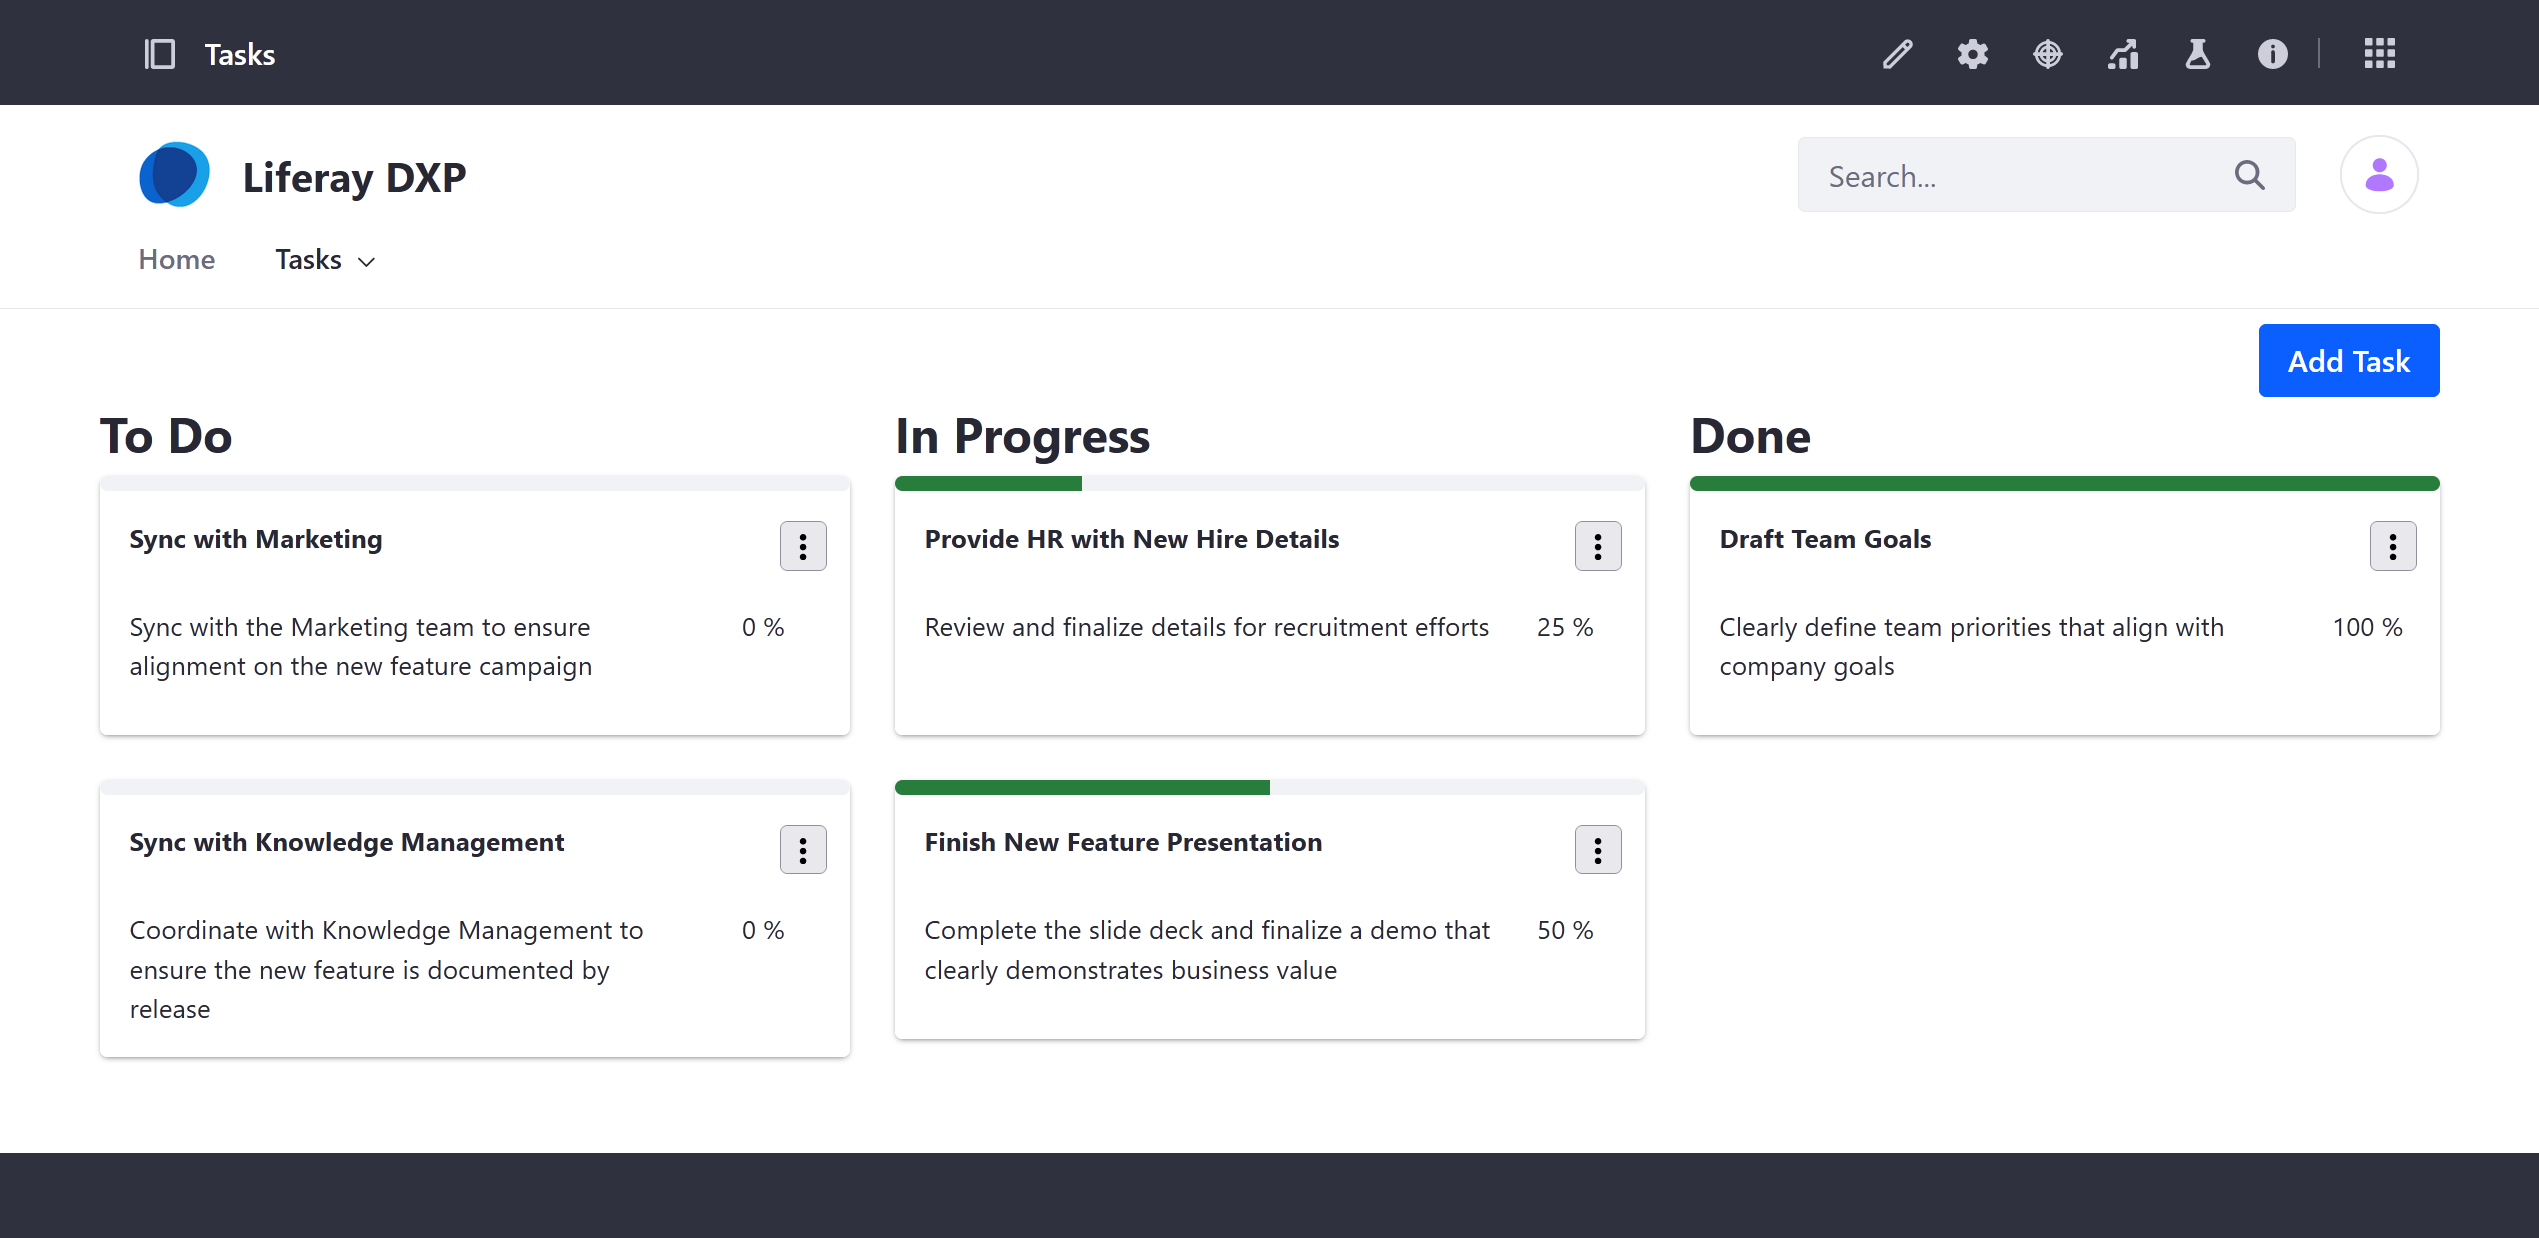 Tasks
Liferay DXP
Search...
Home
Tasks
Add Task
To Do
Sync with Marketing
Sync with the Marketing team to ensure
alignment on the new feature campaign
0 %
Sync with Knowledge Management
Coordinate with Knowledge Management to
ensure the new feature is documented by
release
0 %
In Progress
Provide HR with New Hire Details
Review and finalize details for recruitment efforts
25 %
Finish New Feature Presentation
Complete the slide deck and finalize a demo that
clearly demonstrates business value
50 %
Done
Draft Team Goals
Clearly define team priorities that align with
company goals
100 %